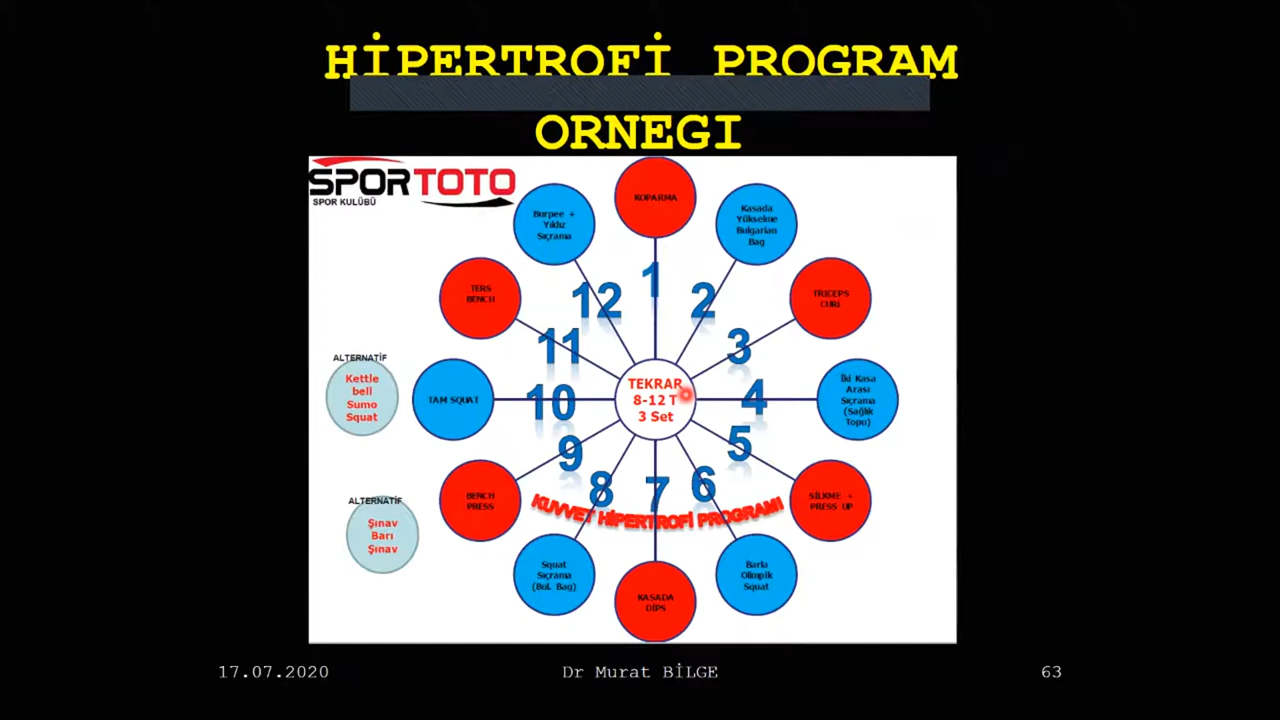 HİPERTROFİ PROGRAM
ORNEGI
SPORTOTO
SPOR KULÜBÜ
KOPARMA
Kasada
Yükselme
Bulgarian
Bag
TRICEPS
CURl
İki Kasa
Arası
Sıçrama
(Sağlık
Topu)
SİLKME +
PRESS UP
Barla
Olimpik
Squat
KASADA
DİPS
Squat
Sıçrama
(Bul. Bag)
BENCH
PRESS
TAM SQUAT
TERS
BENCH
Burpee +
Yıldız
Sıçrama
1
2
3
4
5
6
7
8
9
10
11
12
TEKRAR
8-12 T
3 Set
KUVVET HİPERTROFİ PROGRAMI
ALTERNATİF
Kettle
bell
Sumo
Squat
ALTERNATİF
Şınav
Barı
Şınav
17.07.2020
Dr Murat BİLGE
63